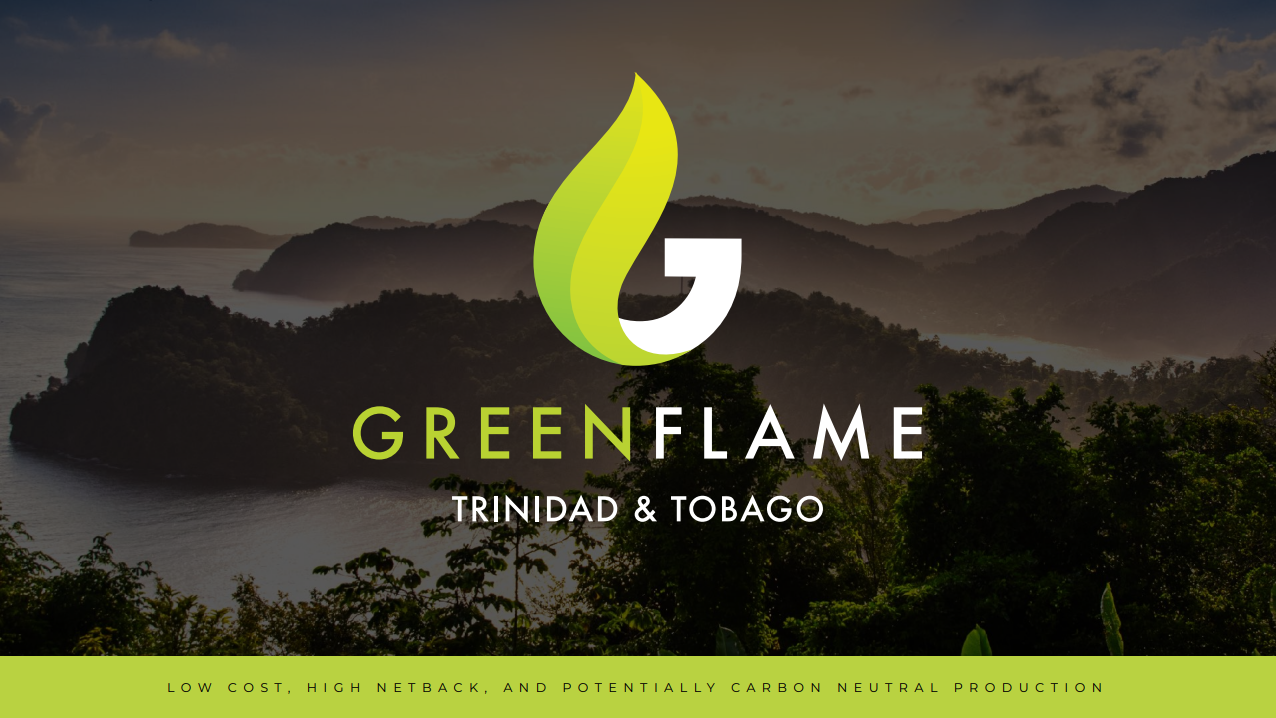 GREENFLAME
TRINIDAD & TOBAGO
LOW COST, HIGH NETBACK, AND POTENTIALLY CARBON NEUTRAL PRODUCTION